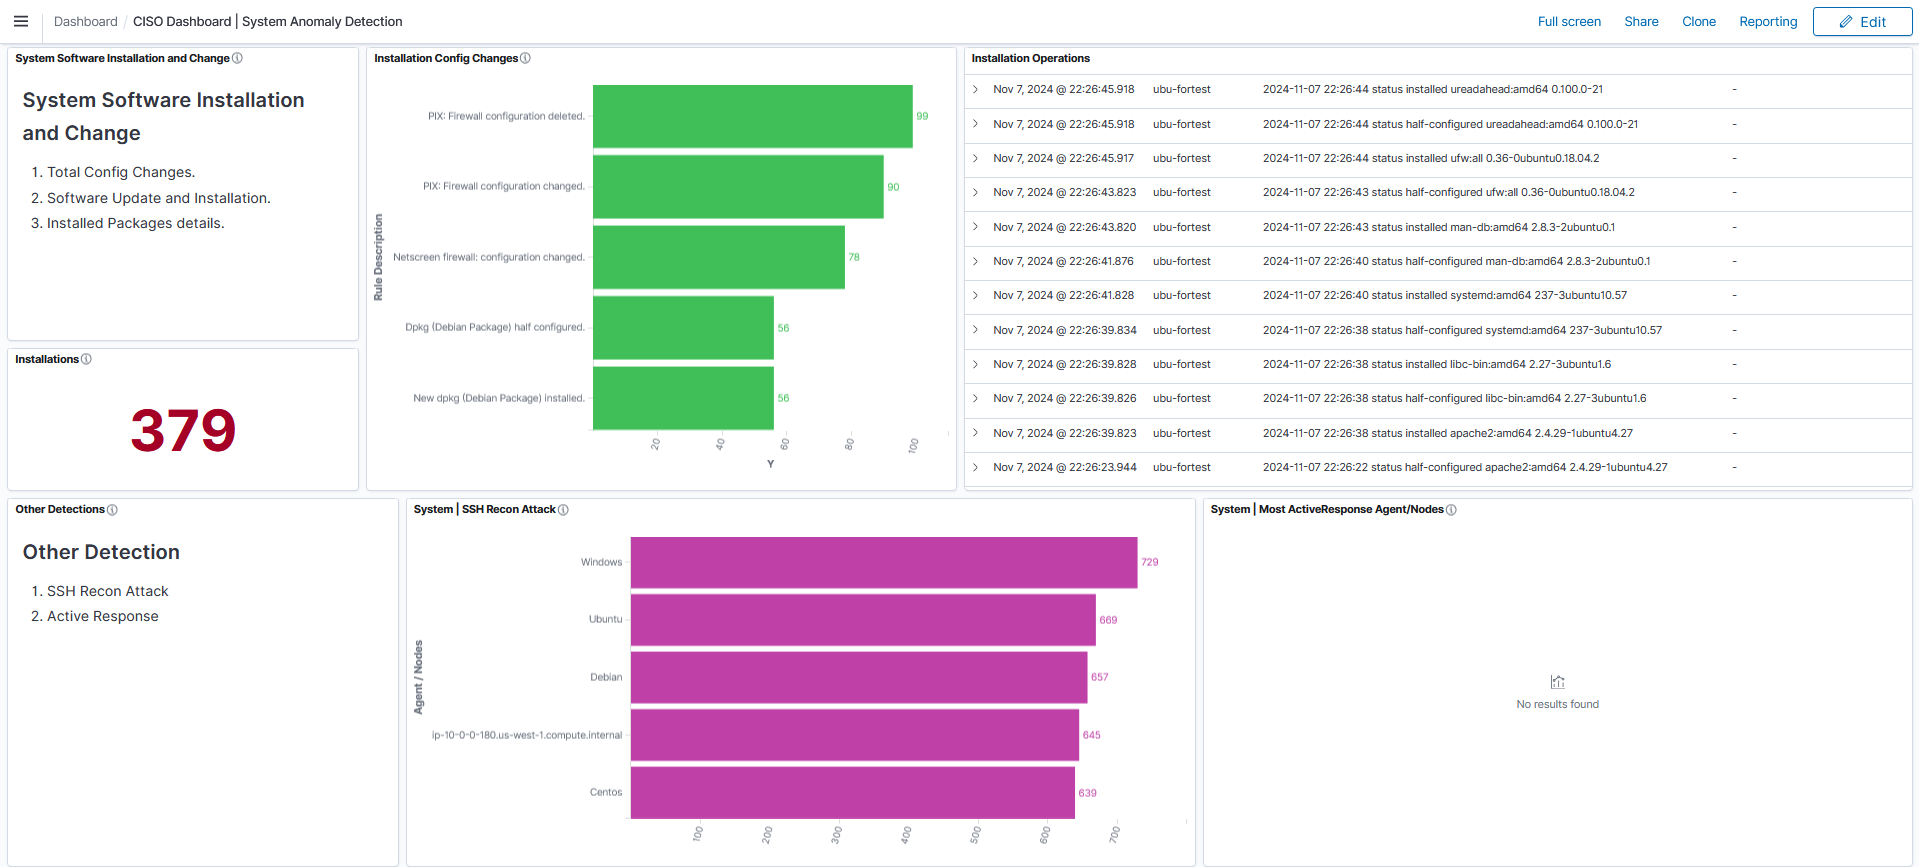 Dashboard / CISO Dashboard | System Anomaly Detection
Full screen Share Clone Reporting Edit
System Software Installation and Change
System Software Installation
and Change
1. Total Config Changes.
2. Software Update and Installation.
3. Installed Packages details.
Installations
379
Installation Config Changes
Rule Description
PIX: Firewall configuration deleted. 99
PIX: Firewall configuration changed. 90
Netscreen firewall: configuration changed. 78
Dpkg (Debian Package) half configured. 56
New dpkg (Debian Package) installed. 56
20 40 60 80 100
Y
Installation Operations
Nov 7, 2024 @ 22:26:45.918 ubu-fortest 2024-11-07 22:26:44 status installed ureadahead:amd64 0.100.0-21 -
Nov 7, 2024 @ 22:26:45.918 ubu-fortest 2024-11-07 22:26:44 status half-configured ureadahead:amd64 0.100.0-21 -
Nov 7, 2024 @ 22:26:45.917 ubu-fortest 2024-11-07 22:26:44 status installed ufw:all 0.36-0ubuntu0.18.04.2 -
Nov 7, 2024 @ 22:26:43.823 ubu-fortest 2024-11-07 22:26:43 status half-configured ufw:all 0.36-0ubuntu0.18.04.2 -
Nov 7, 2024 @ 22:26:43.820 ubu-fortest 2024-11-07 22:26:43 status installed man-db:amd64 2.8.3-2ubuntu0.1 -
Nov 7, 2024 @ 22:26:41.876 ubu-fortest 2024-11-07 22:26:40 status half-configured man-db:amd64 2.8.3-2ubuntu0.1 -
Nov 7, 2024 @ 22:26:41.828 ubu-fortest 2024-11-07 22:26:40 status installed systemd:amd64 237-3ubuntu10.57 -
Nov 7, 2024 @ 22:26:39.834 ubu-fortest 2024-11-07 22:26:38 status half-configured systemd:amd64 237-3ubuntu10.57 -
Nov 7, 2024 @ 22:26:39.828 ubu-fortest 2024-11-07 22:26:38 status installed libc-bin:amd64 2.27-3ubuntu1.6 -
Nov 7, 2024 @ 22:26:39.826 ubu-fortest 2024-11-07 22:26:38 status half-configured libc-bin:amd64 2.27-3ubuntu1.6 -
Nov 7, 2024 @ 22:26:39.823 ubu-fortest 2024-11-07 22:26:38 status installed apache2:amd64 2.4.29-1ubuntu4.27 -
Nov 7, 2024 @ 22:26:23.944 ubu-fortest 2024-11-07 22:26:22 status half-configured apache2:amd64 2.4.29-1ubuntu4.27 -
Other Detections
Other Detection
1. SSH Recon Attack
2. Active Response
System | SSH Recon Attack
Agent / Nodes
Windows 729
Ubuntu 669
Debian 657
ip-10-0-0-180.us-west-1.compute.internal 645
Centos 639
100 200 300 400 500 600 700
System | Most ActiveResponse Agent/Nodes
No results found